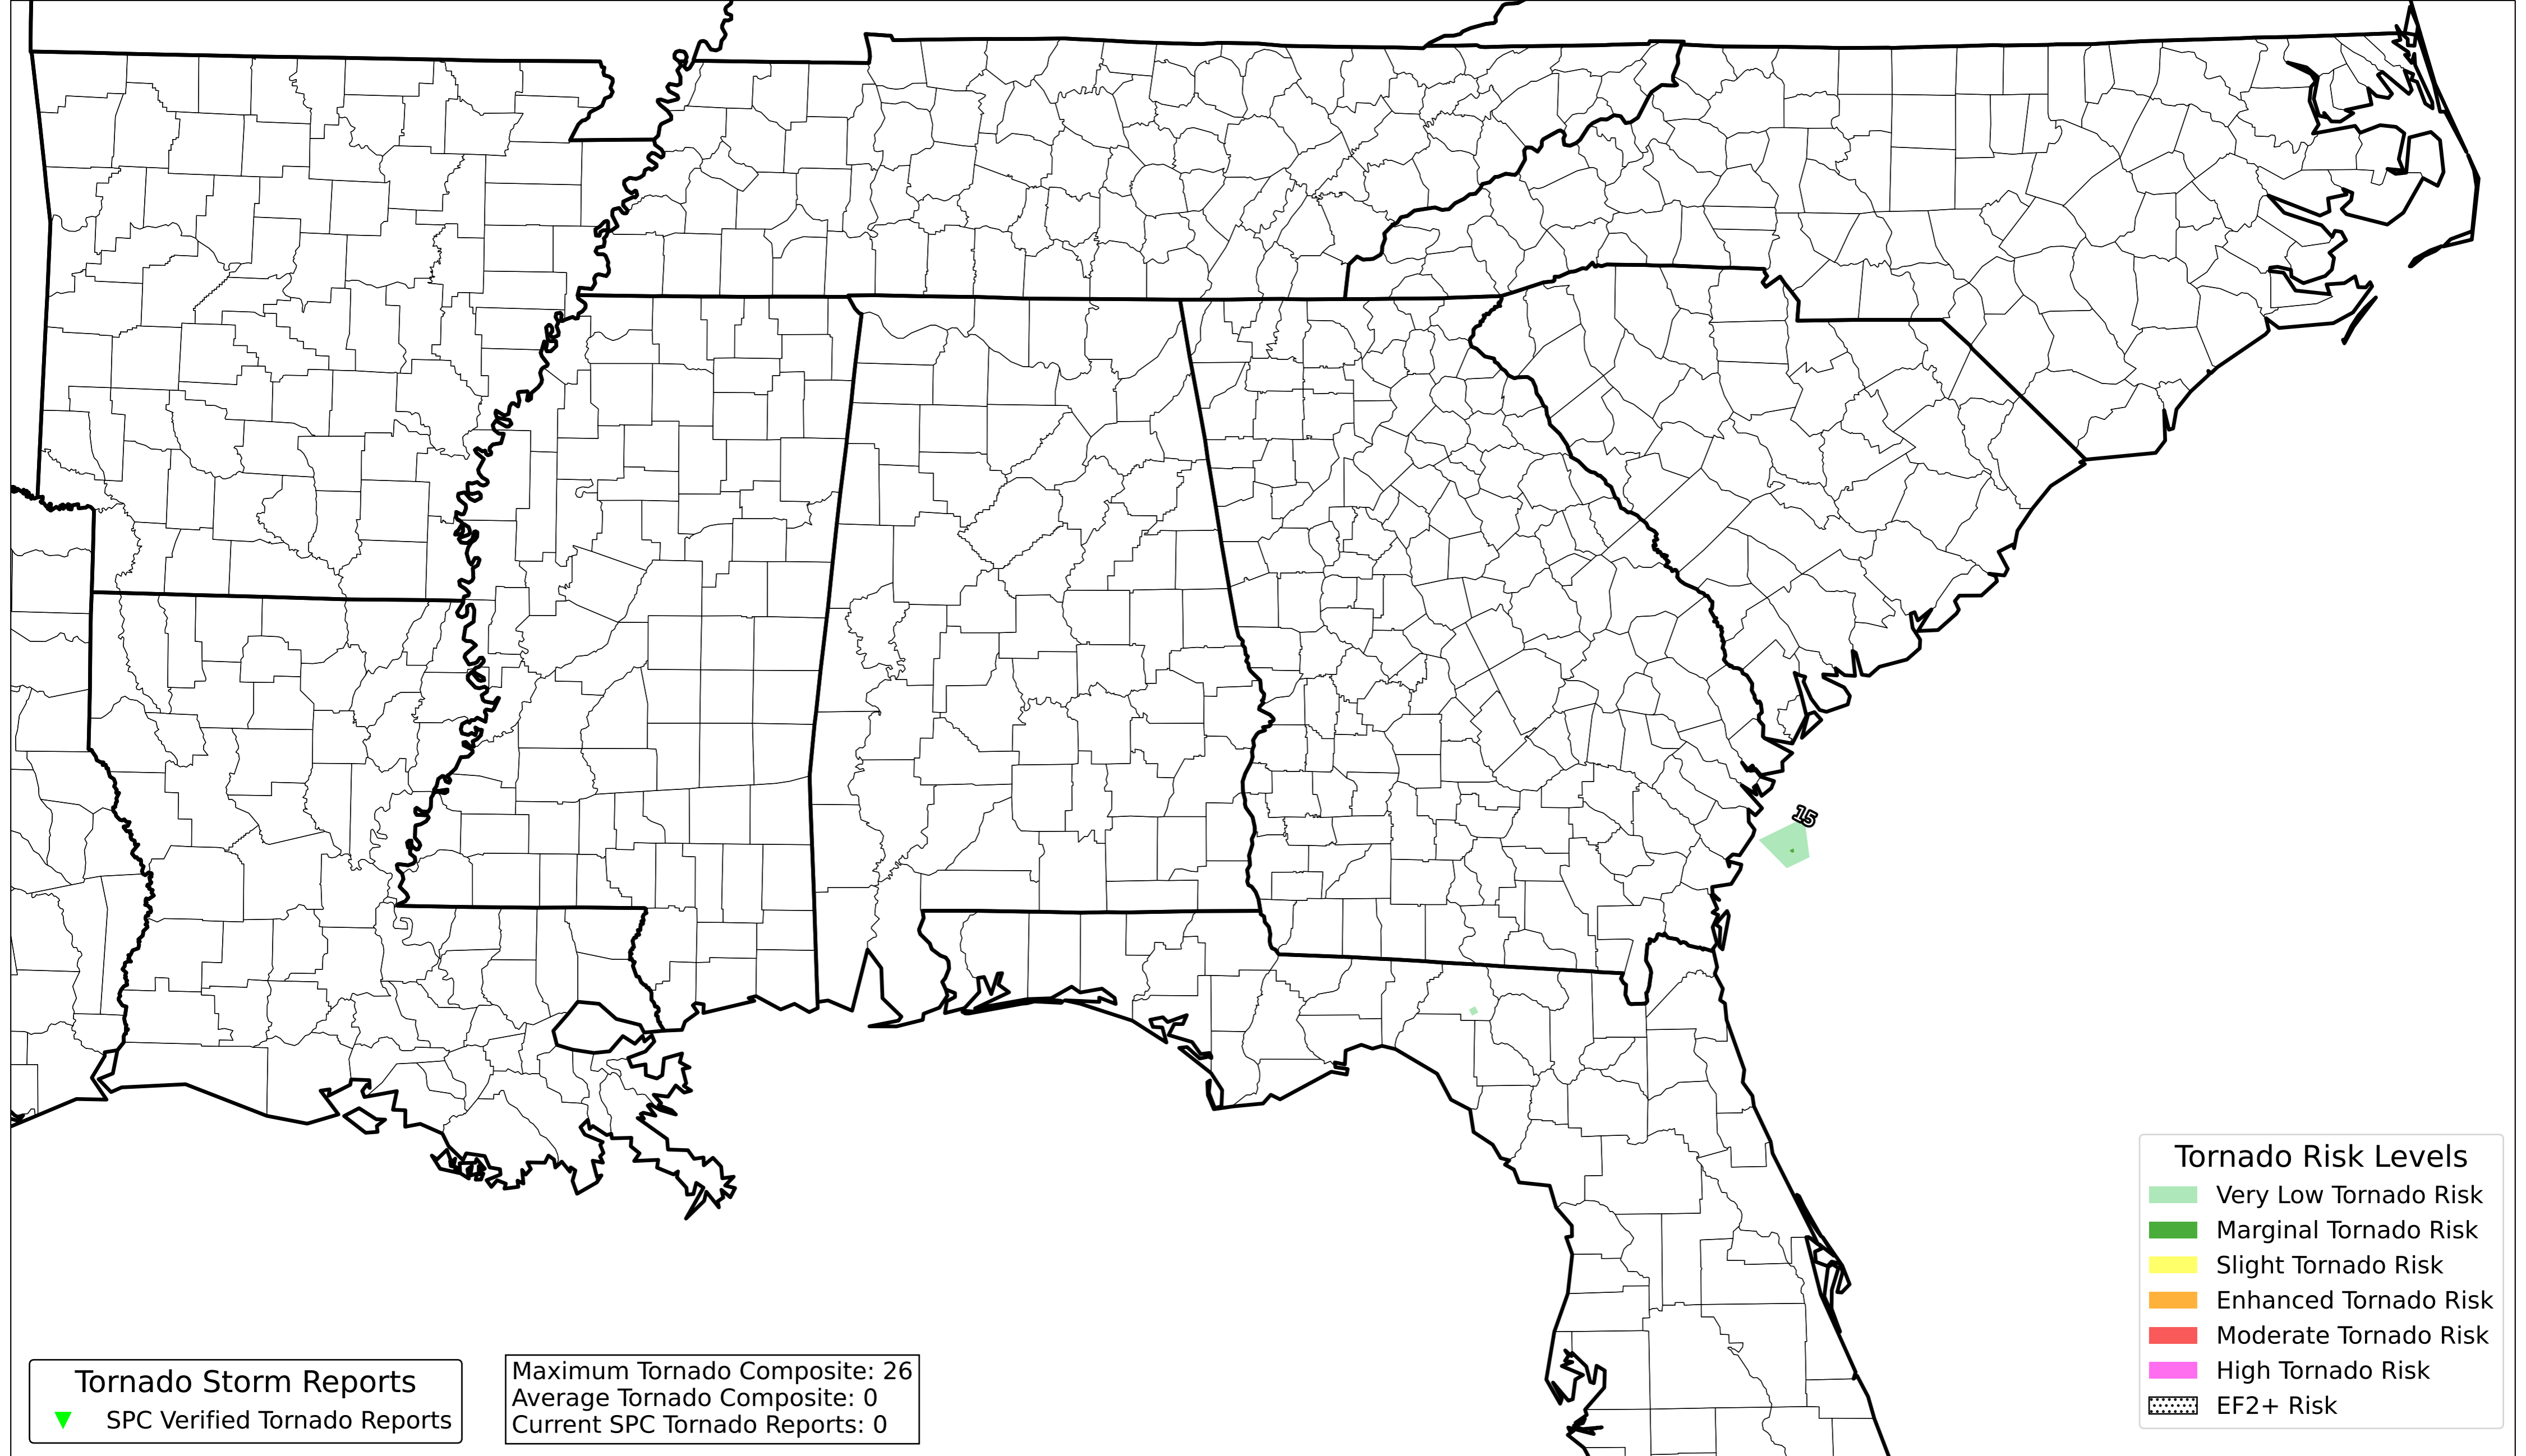 15
Tornado Risk Levels
Very Low Tornado Risk
Marginal Tornado Risk
Slight Tornado Risk
Enhanced Tornado Risk
Moderate Tornado Risk
High Tornado Risk
EF2+ Risk
Tornado Storm Reports
SPC Verified Tornado Reports
Maximum Tornado Composite: 26
Average Tornado Composite: 0
Current SPC Tornado Reports: 0